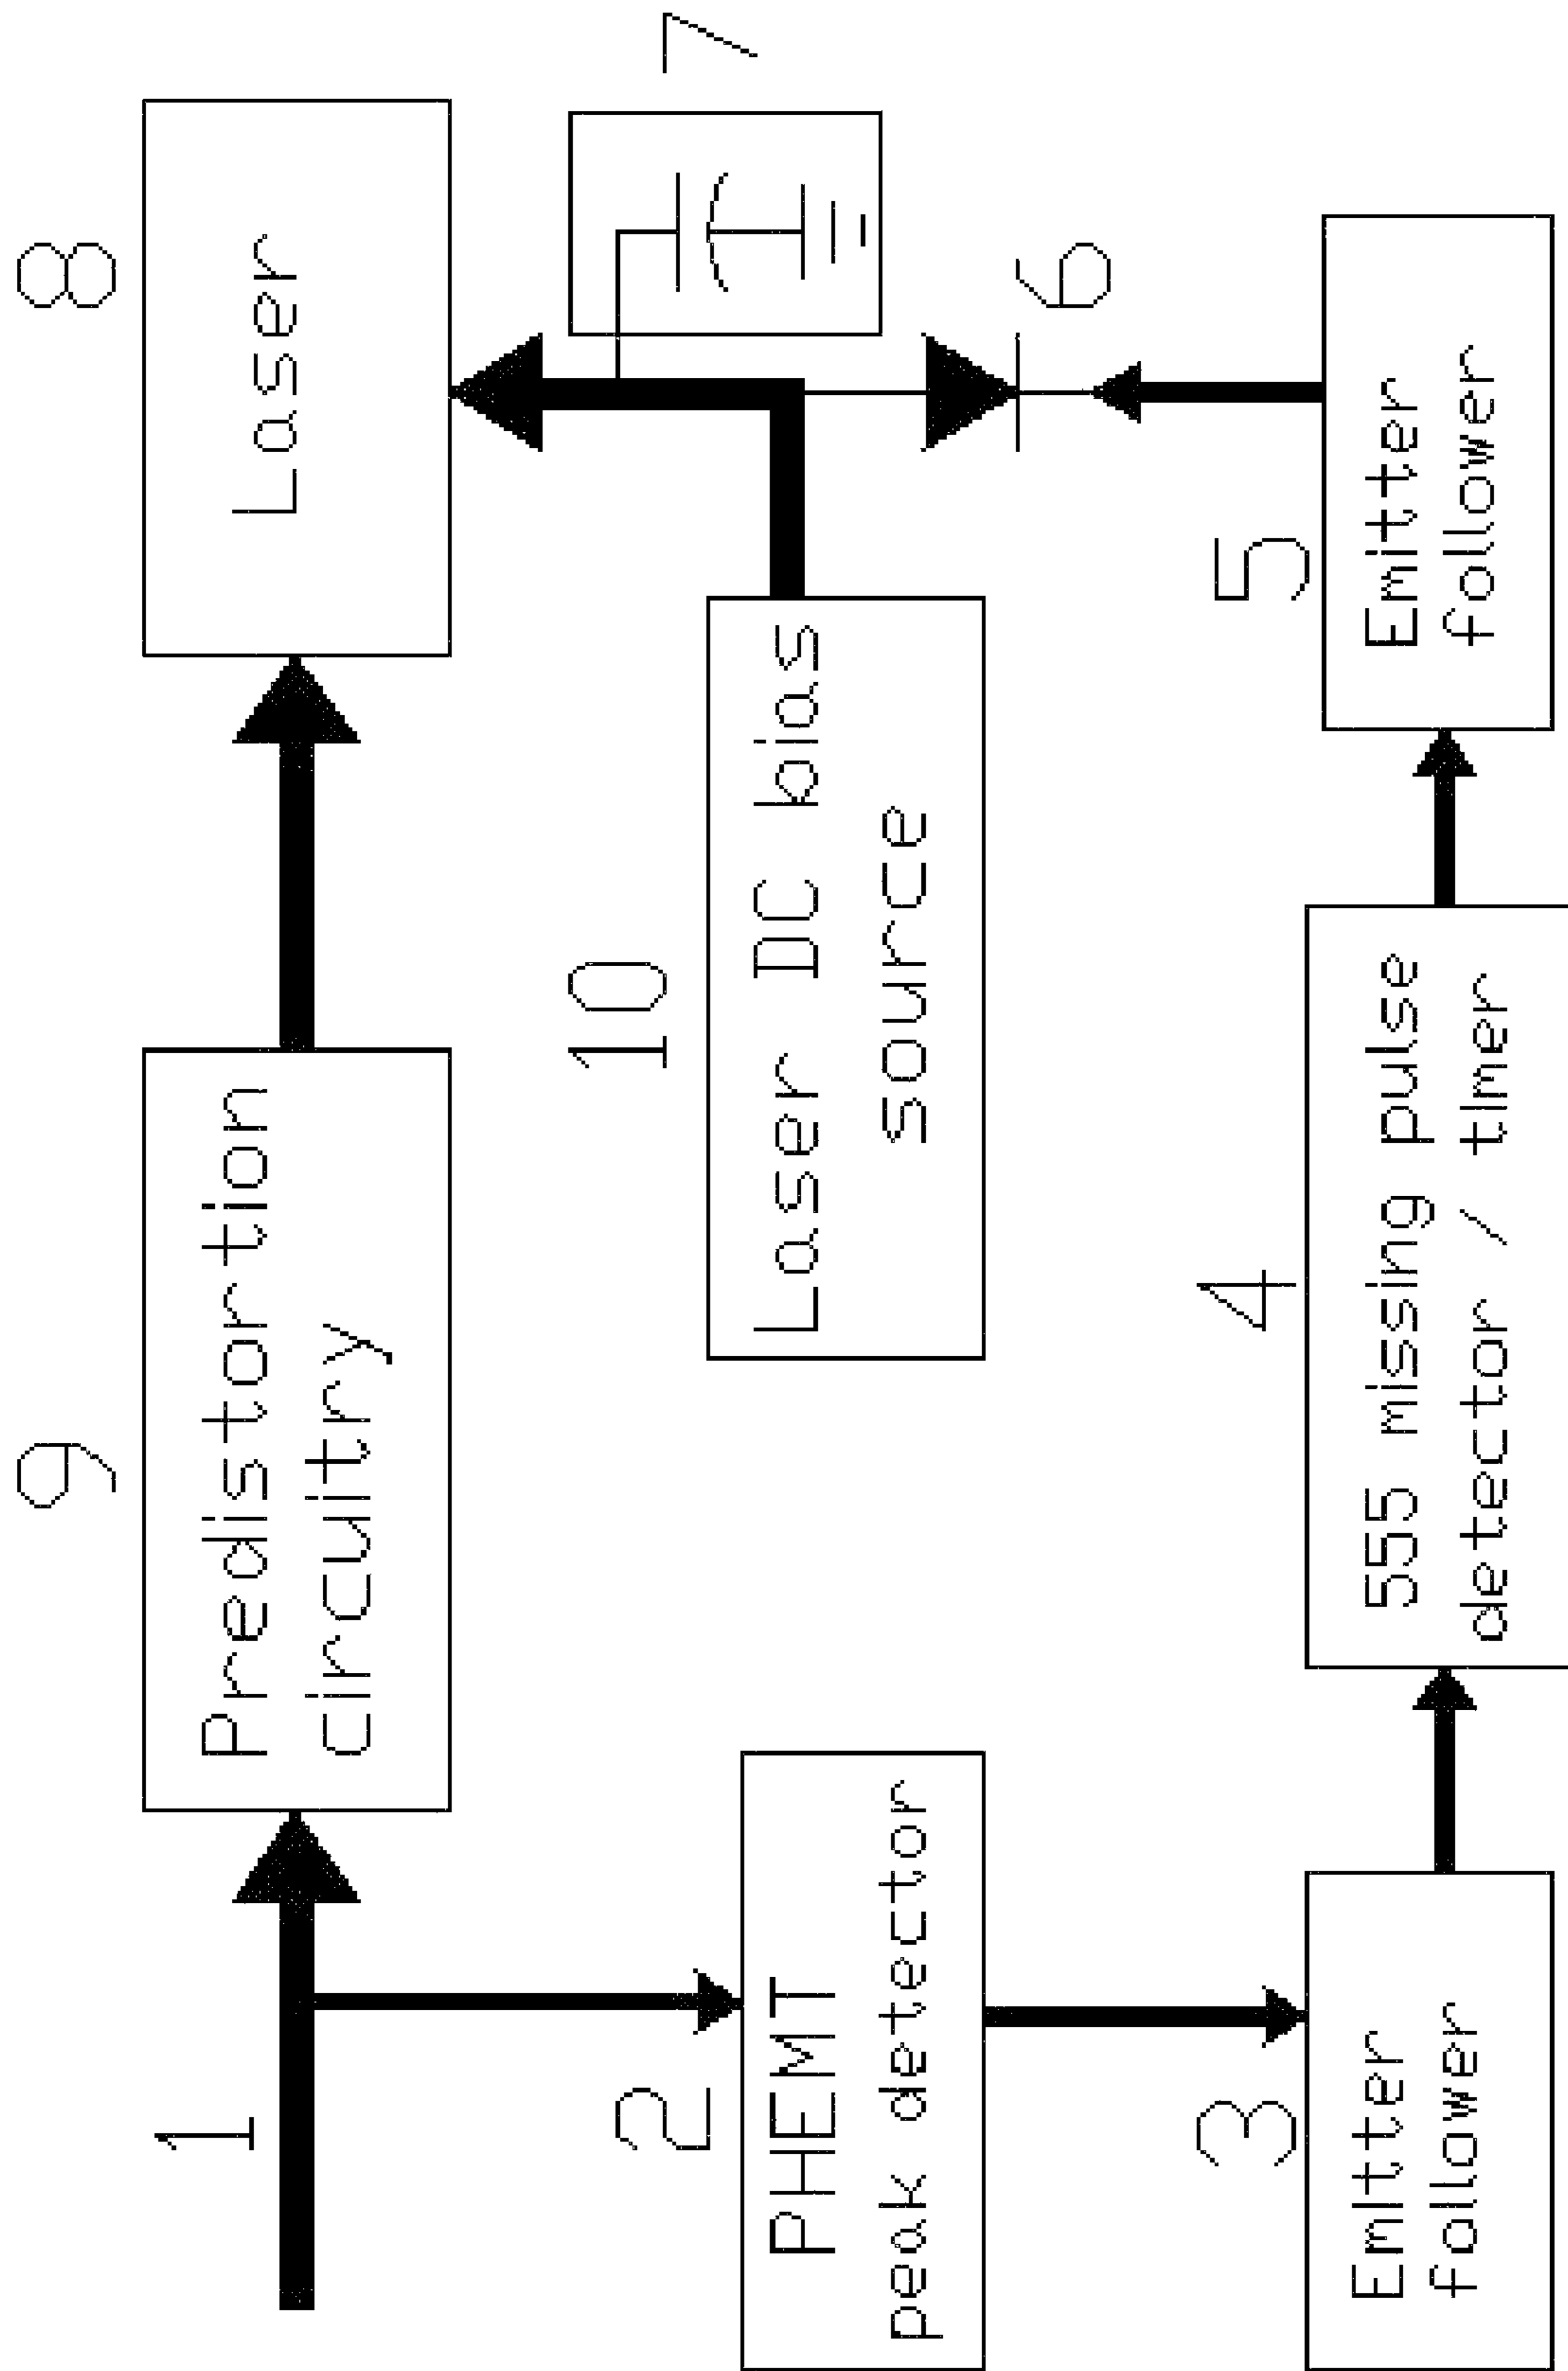 1
9
Predistortion
circuitry
8
Laser
2
PHEMT
peak detector
10
Laser DC bias
source
7
6
3
Emitter
follower
4
555 missing pulse
detector / timer
5
Emitter
follower